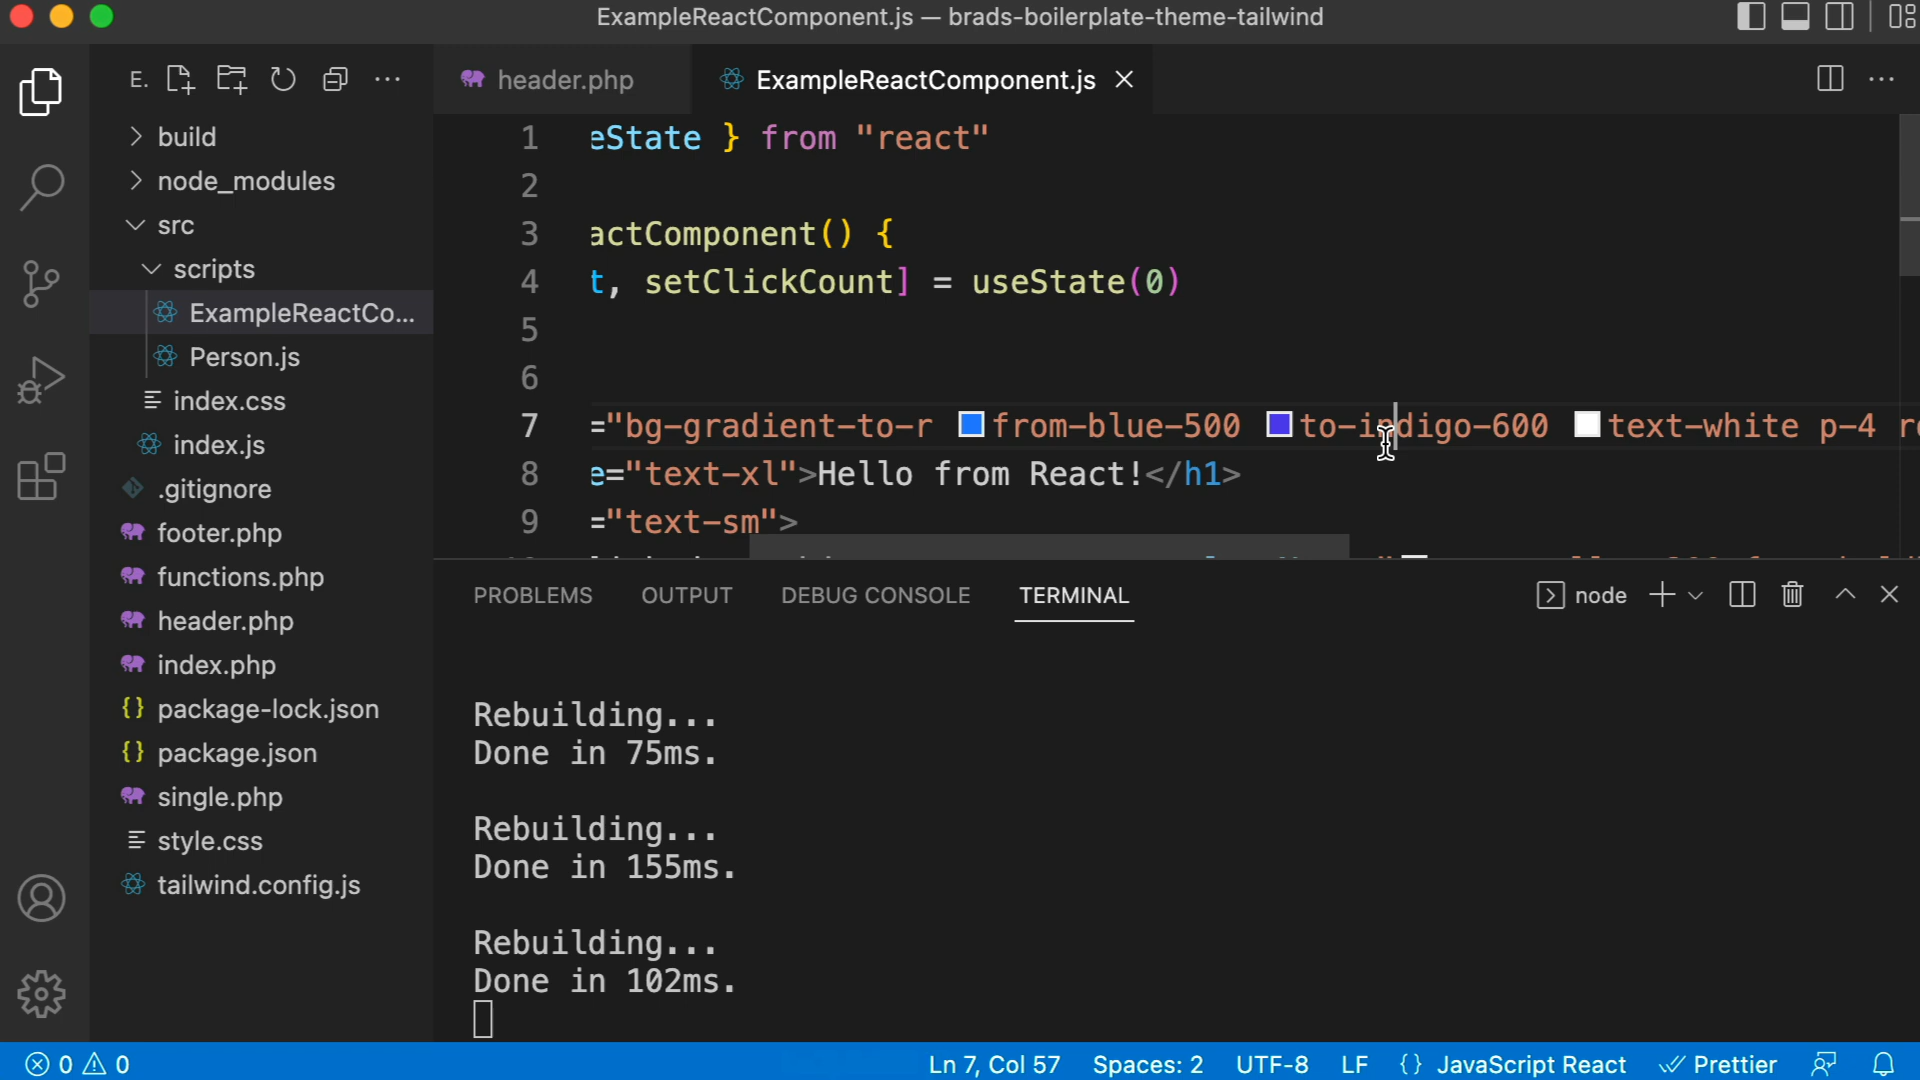 ExampleReactComponent.js — brads-boilerplate-theme-tailwind
E.
build
node_modules
src
scripts
ExampleReactCo...
Person.js
index.css
index.js
.gitignore
footer.php
functions.php
header.php
index.php
package-lock.json
package.json
single.php
style.css
tailwind.config.js
header.php
ExampleReactComponent.js
1 eState } from "react"
2
3 actComponent() {
4 t, setClickCount] = useState(0)
5
6
7 ="bg-gradient-to-r from-blue-500 to-indigo-600 text-white p-4 ro
8 e="text-xl">Hello from React!</h1>
9 ="text-sm">
PROBLEMS OUTPUT DEBUG CONSOLE TERMINAL
node
Rebuilding...
Done in 75ms.
Rebuilding...
Done in 155ms.
Rebuilding...
Done in 102ms.
0 0 Ln 7, Col 57 Spaces: 2 UTF-8 LF {} JavaScript React Prettier